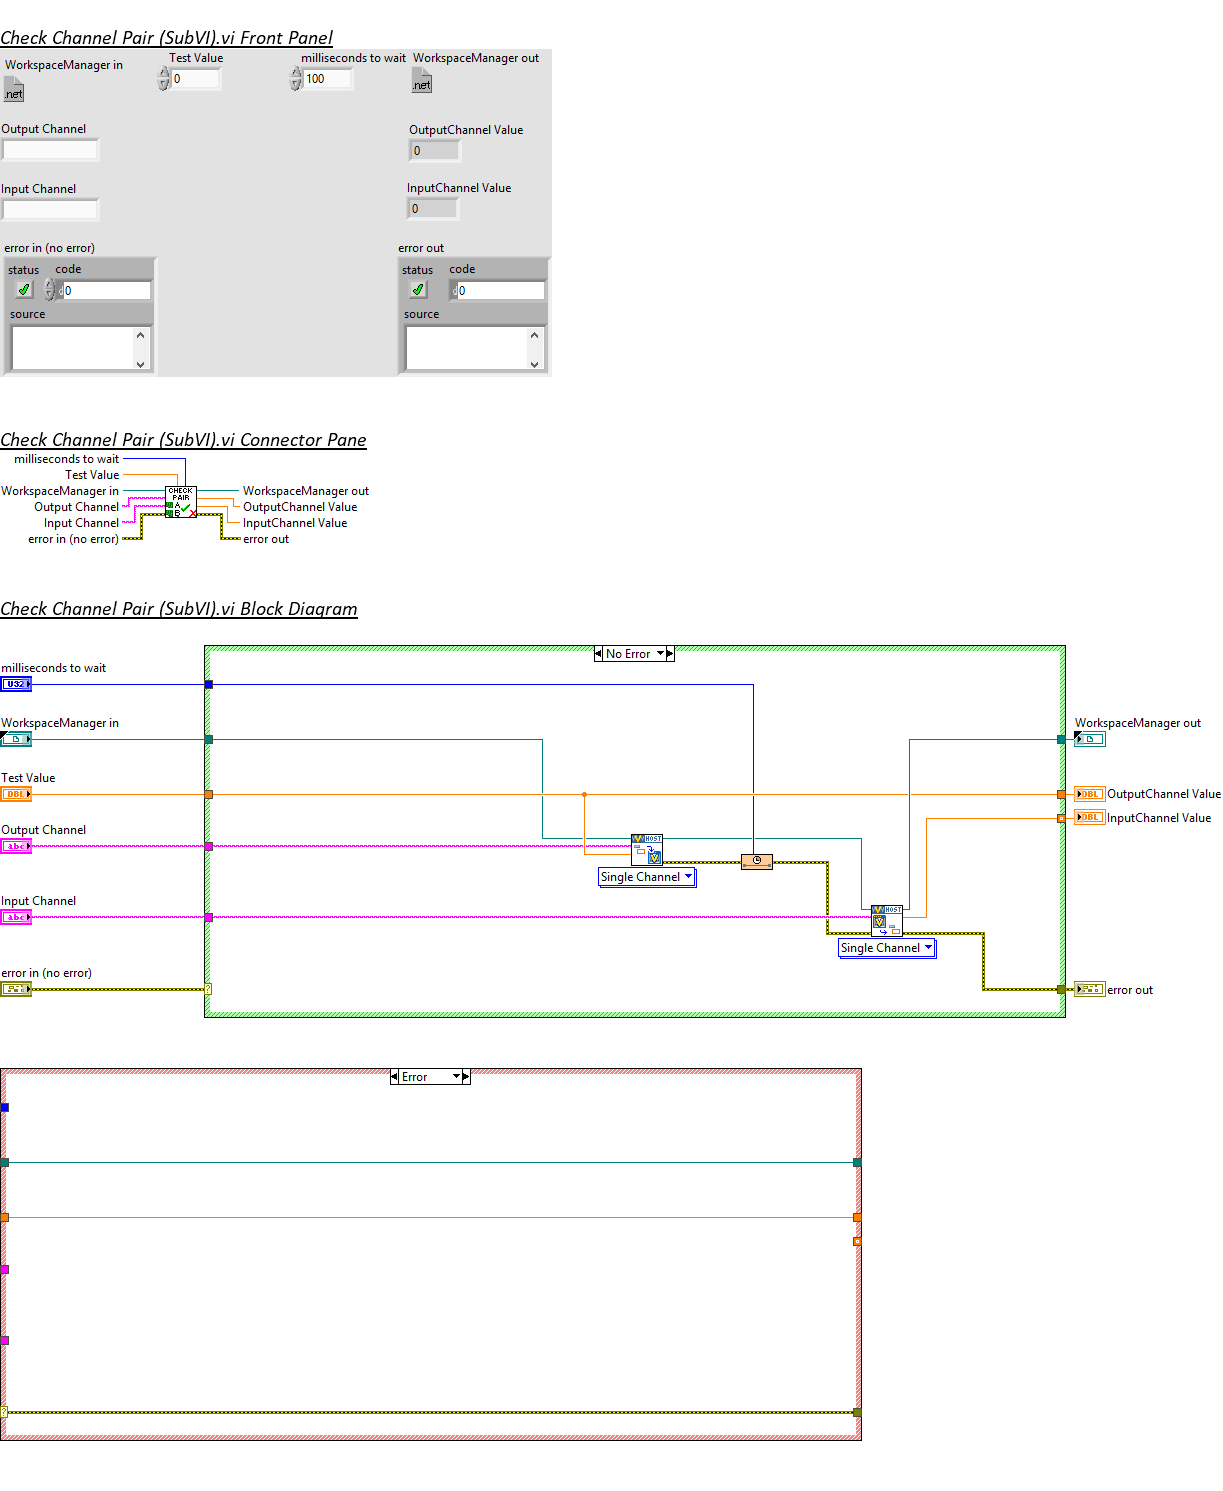 Check Channel Pair (SubVI).vi Front Panel
WorkspaceManager in
Test Value
milliseconds to wait
WorkspaceManager out
.net
0
100
.net
Output Channel
OutputChannel Value
0
Input Channel
InputChannel Value
0
error in (no error)
error out
status
code
status
code
d
0
d
0
source
source
Check Channel Pair (SubVI).vi Connector Pane
milliseconds to wait
Test Value
WorkspaceManager in
WorkspaceManager out
Output Channel
OutputChannel Value
Input Channel
InputChannel Value
error in (no error)
error out
CHECK
PAIR
A
B
Check Channel Pair (SubVI).vi Block Diagram
No Error
milliseconds to wait
U32
WorkspaceManager in
WorkspaceManager out
Test Value
DBL
DBL
OutputChannel Value
DBL
InputChannel Value
Output Channel
abc
HOST
Single Channel
Input Channel
abc
HOST
Single Channel
error in (no error)
?
error out
Error
?